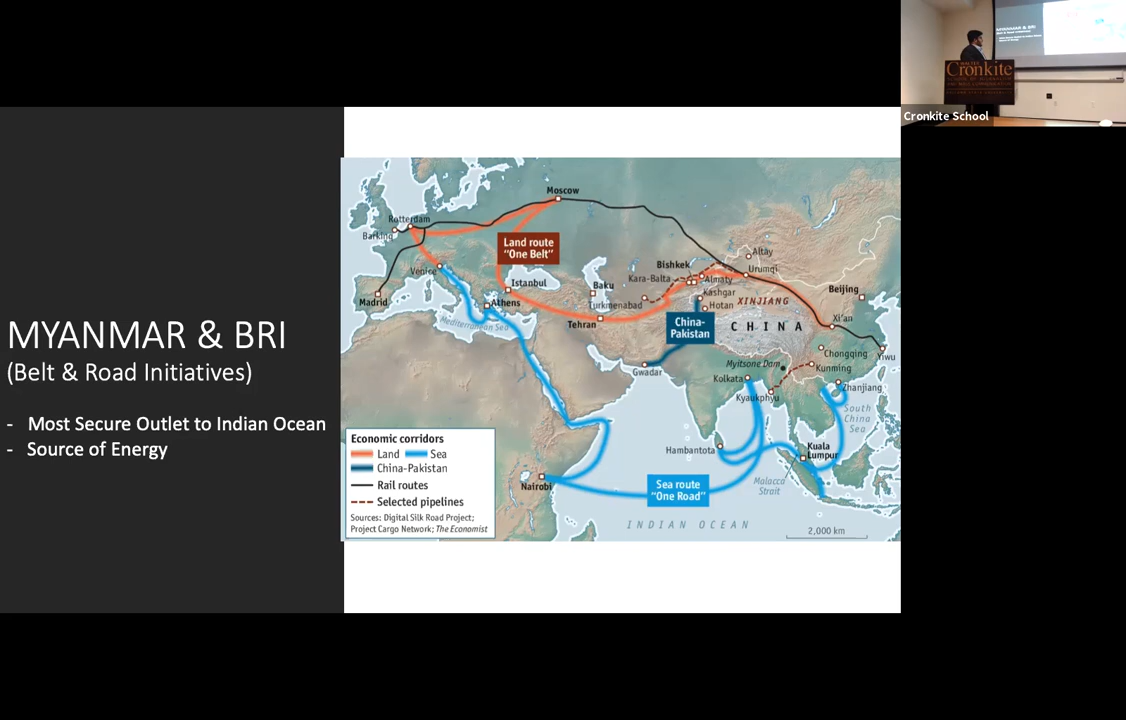 MYANMAR & BRI
(Belt & Road Initiatives)
- Most Secure Outlet to Indian Ocean
- Source of Energy
Moscow
Rotterdam
Barking
Land route
“One Belt”
Altay
Venice
Bishkek
Urumqi
Kara-Balta
Almaty
Istanbul
Baku
Kashgar
Beijing
Madrid
Athens
Turkmenabad
Hotan
XINJIANG
Mediterranean Sea
Tehran
China-
Pakistan
CHINA
Xi’an
Chongqing
Yiwu
Gwadar
Myitsone Dam
Kunming
Kolkata
Zhanjiang
Kyaukphyu
South
China
Sea
Hambantota
Kuala
Lumpur
Malacca
Strait
Nairobi
Sea route
“One Road”
INDIAN OCEAN
2,000 km
Economic corridors
Land Sea
China-Pakistan
Rail routes
Selected pipelines
Sources: Digital Silk Road Project;
Project Cargo Network; The Economist
MYANMAR & BRI
WALTER
Cronkite
Cronkite School